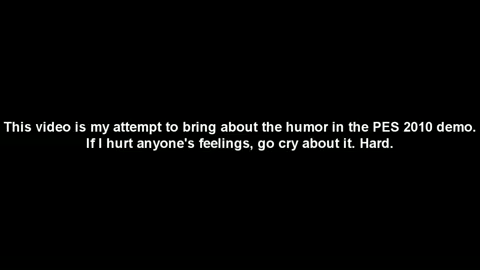 This video is my attempt to bring about the humor in the PES 2010 demo.
If I hurt anyone's feelings, go cry about it. Hard.